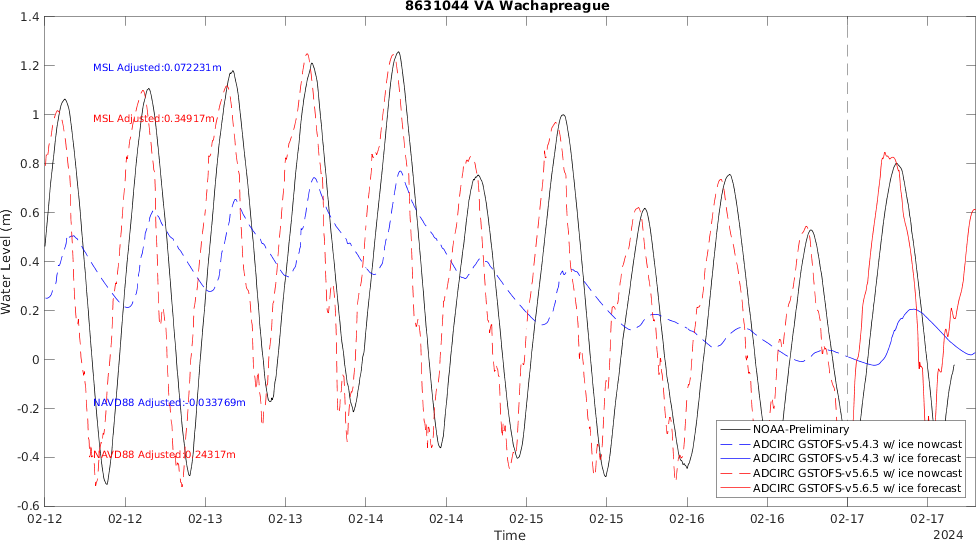 8631044 VA Wachapreague
1.4
1.2
1
0.8
0.6
0.4
0.2
0
-0.2
-0.4
-0.6
Water Level (m)
MSL Adjusted:0.072231m
MSL Adjusted:0.34917m
NAVD88 Adjusted:-0.033769m
NAVD88 Adjusted:0.24317m
NOAA-Preliminary
ADCIRC GSTOFS-v5.4.3 w/ ice nowcast
ADCIRC GSTOFS-v5.4.3 w/ ice forecast
ADCIRC GSTOFS-v5.6.5 w/ ice nowcast
ADCIRC GSTOFS-v5.6.5 w/ ice forecast
02-12 02-12 02-13 02-13 02-14 02-14 02-15 02-15 02-16 02-16 02-17 02-17
2024
Time